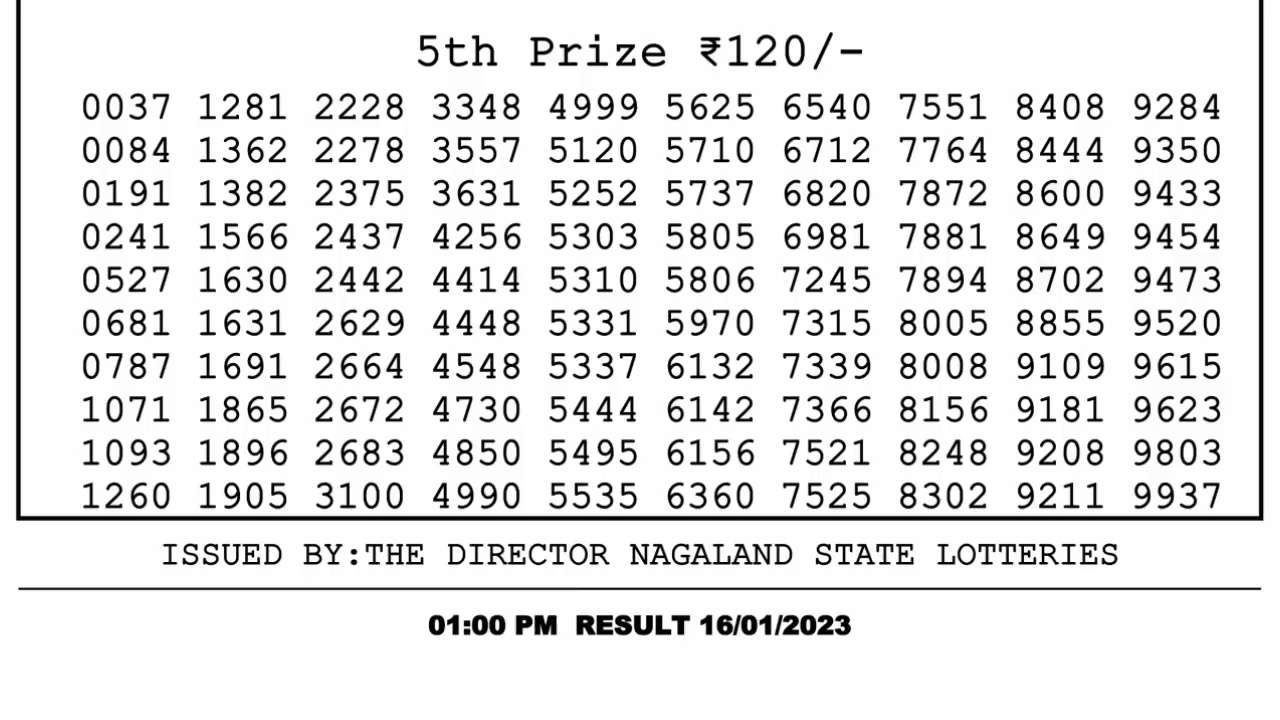 5th Prize ₹120/-
0037 1281 2228 3348 4999 5625 6540 7551 8408 9284
0084 1362 2278 3557 5120 5710 6712 7764 8444 9350
0191 1382 2375 3631 5252 5737 6820 7872 8600 9433
0241 1566 2437 4256 5303 5805 6981 7881 8649 9454
0527 1630 2442 4414 5310 5806 7245 7894 8702 9473
0681 1631 2629 4448 5331 5970 7315 8005 8855 9520
0787 1691 2664 4548 5337 6132 7339 8008 9109 9615
1071 1865 2672 4730 5444 6142 7366 8156 9181 9623
1093 1896 2683 4850 5495 6156 7521 8248 9208 9803
1260 1905 3100 4990 5535 6360 7525 8302 9211 9937
ISSUED BY:THE DIRECTOR NAGALAND STATE LOTTERIES
01:00 PM RESULT 16/01/2023